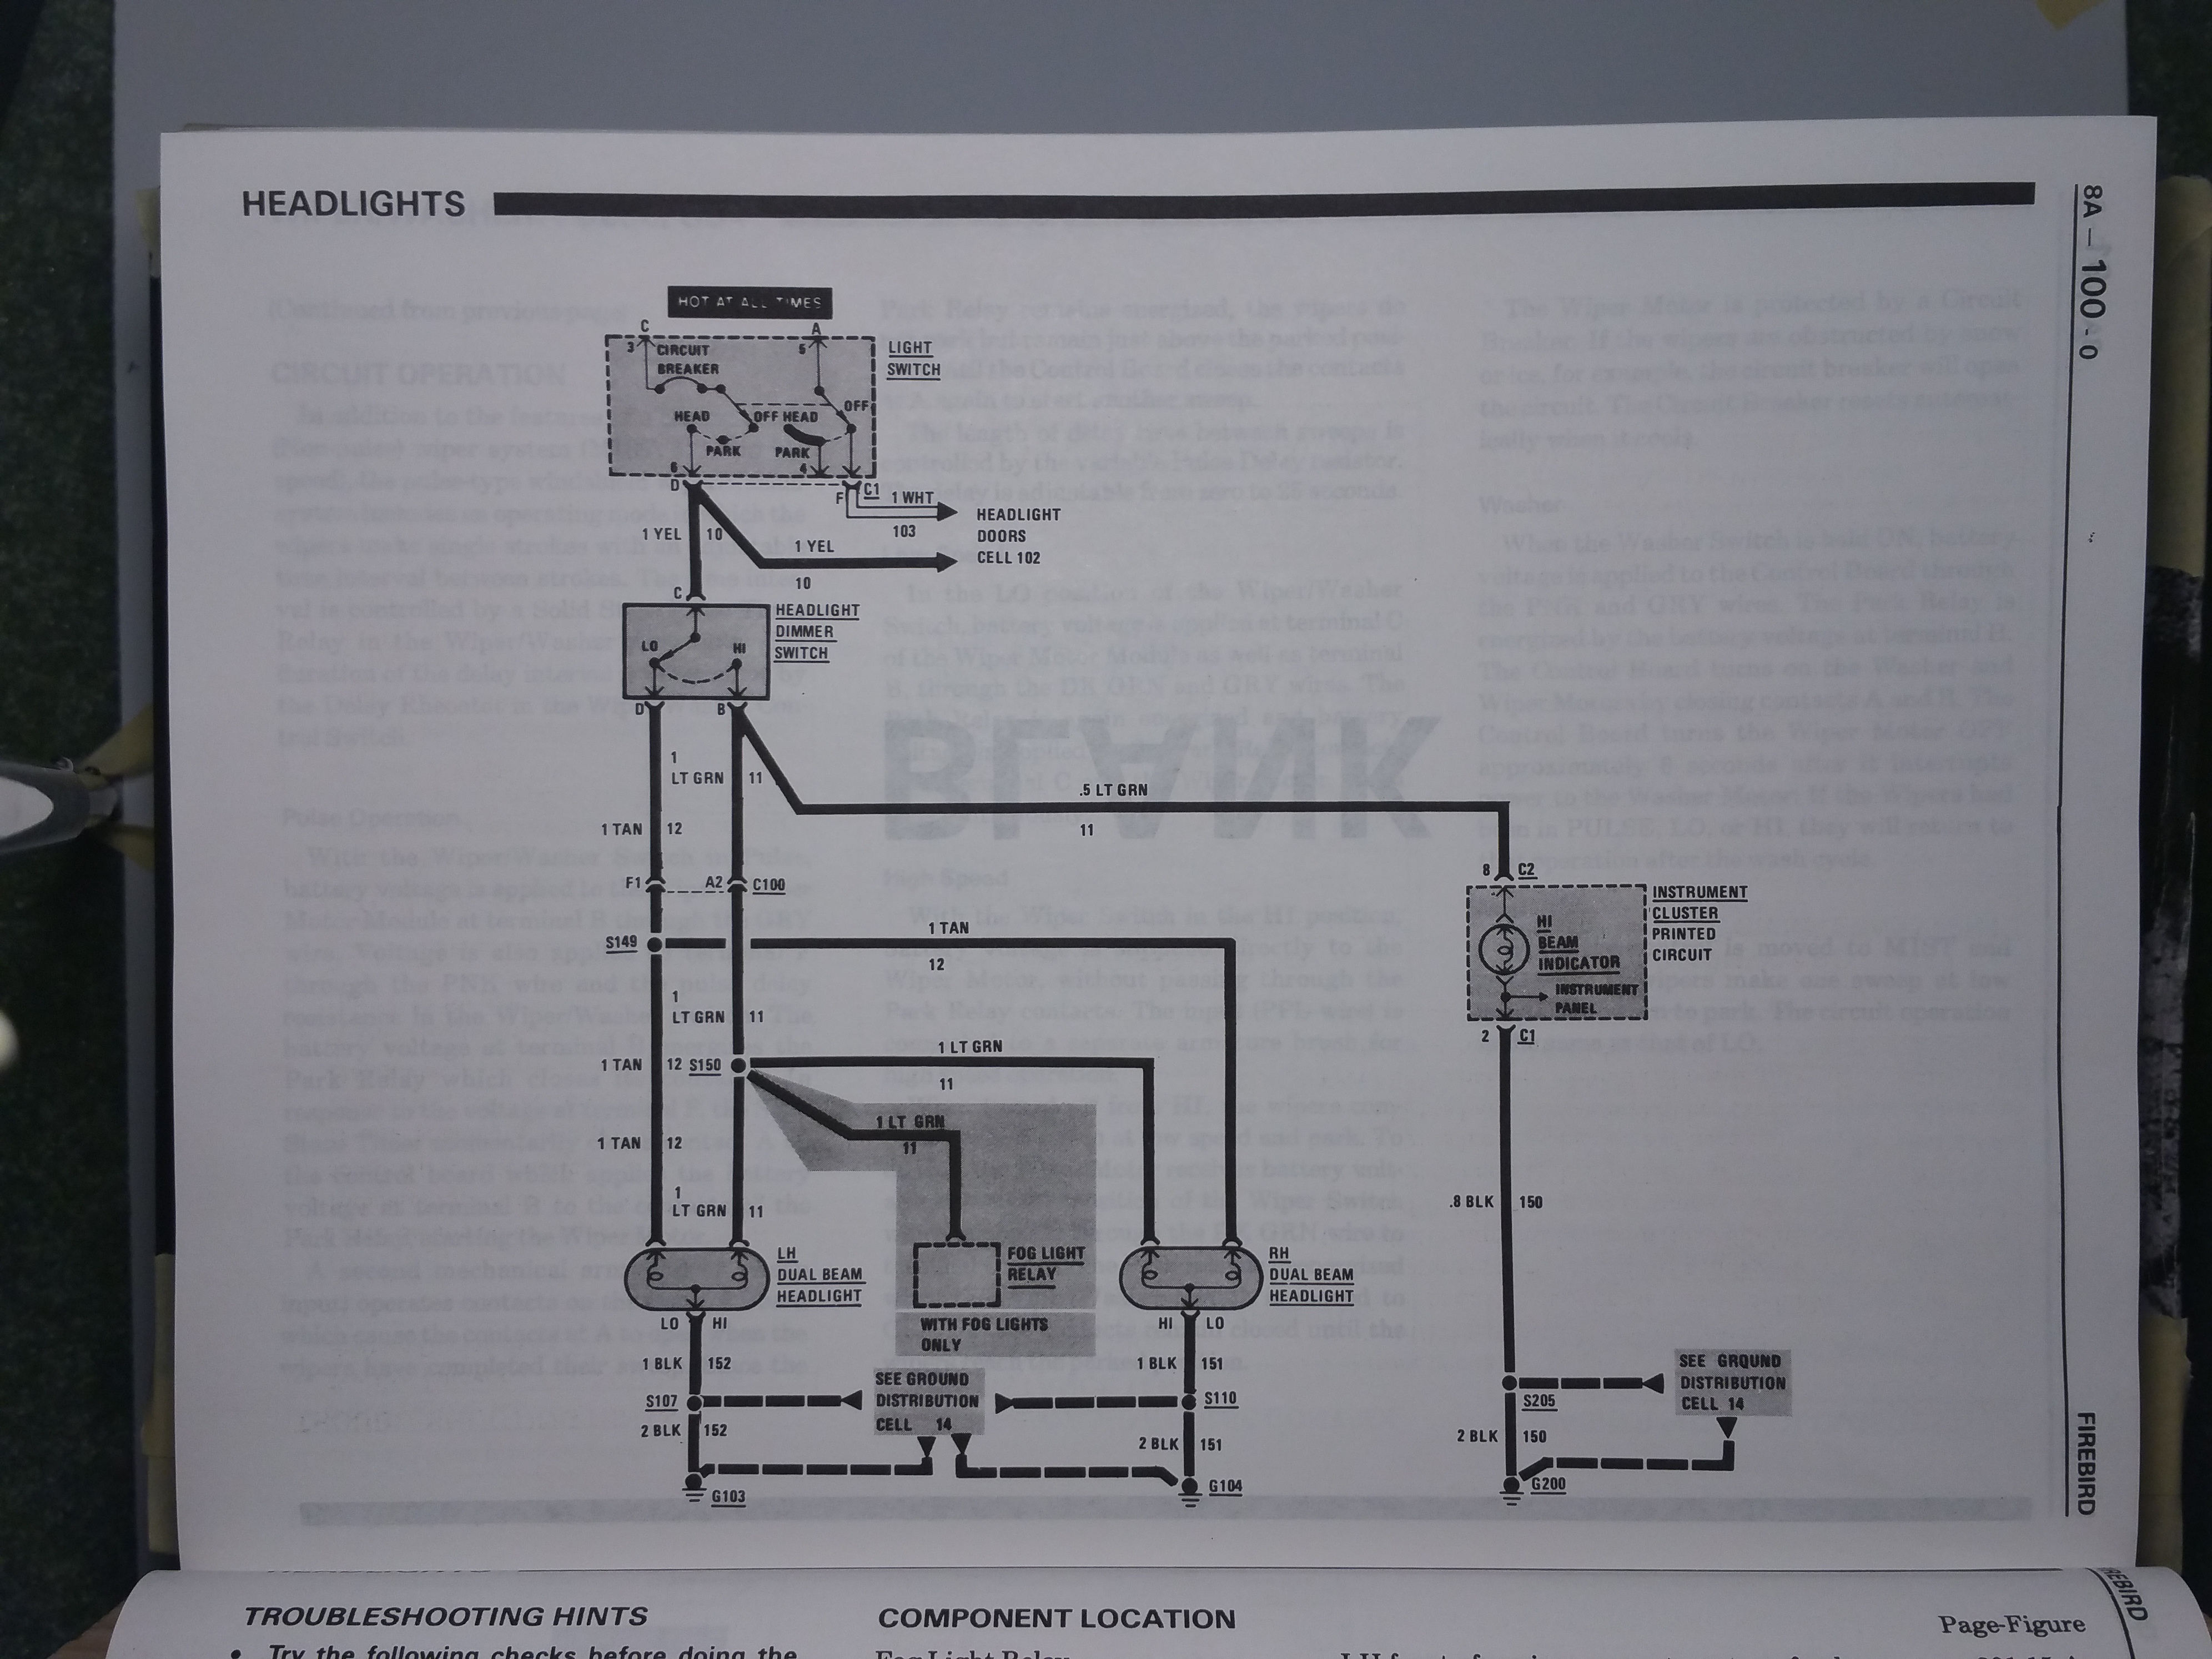 HEADLIGHTS
8A — 100 - 0
HOT AT ALL TIMES
C
A
3
CIRCUIT
BREAKER
5
LIGHT
SWITCH
OFF
HEAD
OFF HEAD
PARK
PARK
6
4
D
F
C1
1 WHT
103
HEADLIGHT
DOORS
CELL 102
1 YEL
10
1 YEL
10
C
HEADLIGHT
DIMMER
SWITCH
LO
HI
D
B
1
LT GRN
11
.5 LT GRN
11
1 TAN
12
F1
A2
C100
8
C2
INSTRUMENT
CLUSTER
PRINTED
CIRCUIT
HI
BEAM
INDICATOR
INSTRUMENT
PANEL
2
C1
S149
1 TAN
12
1
LT GRN
11
1 TAN
12
S150
1 LT GRN
11
1 LT GRN
11
1 TAN
12
1
LT GRN
11
.8 BLK
150
LH
DUAL BEAM
HEADLIGHT
FOG LIGHT
RELAY
RH
DUAL BEAM
HEADLIGHT
LO
HI
WITH FOG LIGHTS
ONLY
HI
LO
1 BLK
152
1 BLK
151
SEE GROUND
DISTRIBUTION
CELL 14
SEE GROUND
DISTRIBUTION
CELL 14
S107
S110
S205
2 BLK
152
2 BLK
151
2 BLK
150
G103
G104
G200
FIREBIRD
TROUBLESHOOTING HINTS
COMPONENT LOCATION
Page-Figure
• Try the following checks before doing the
Fog Light Relay